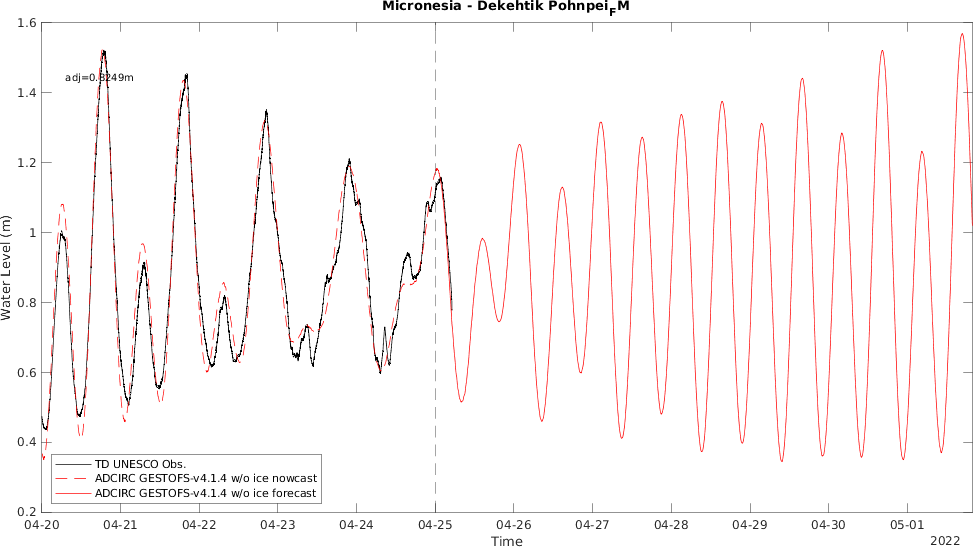 Micronesia - Dekehtik Pohnpei_FM
1.6
adj=0.8249m
1.4
1.2
1
0.8
0.6
0.4
0.2
Water Level (m)
TD UNESCO Obs.
ADCIRC GESTOFS-v4.1.4 w/o ice nowcast
ADCIRC GESTOFS-v4.1.4 w/o ice forecast
04-20 04-21 04-22 04-23 04-24 04-25 04-26 04-27 04-28 04-29 04-30 05-01
Time
2022